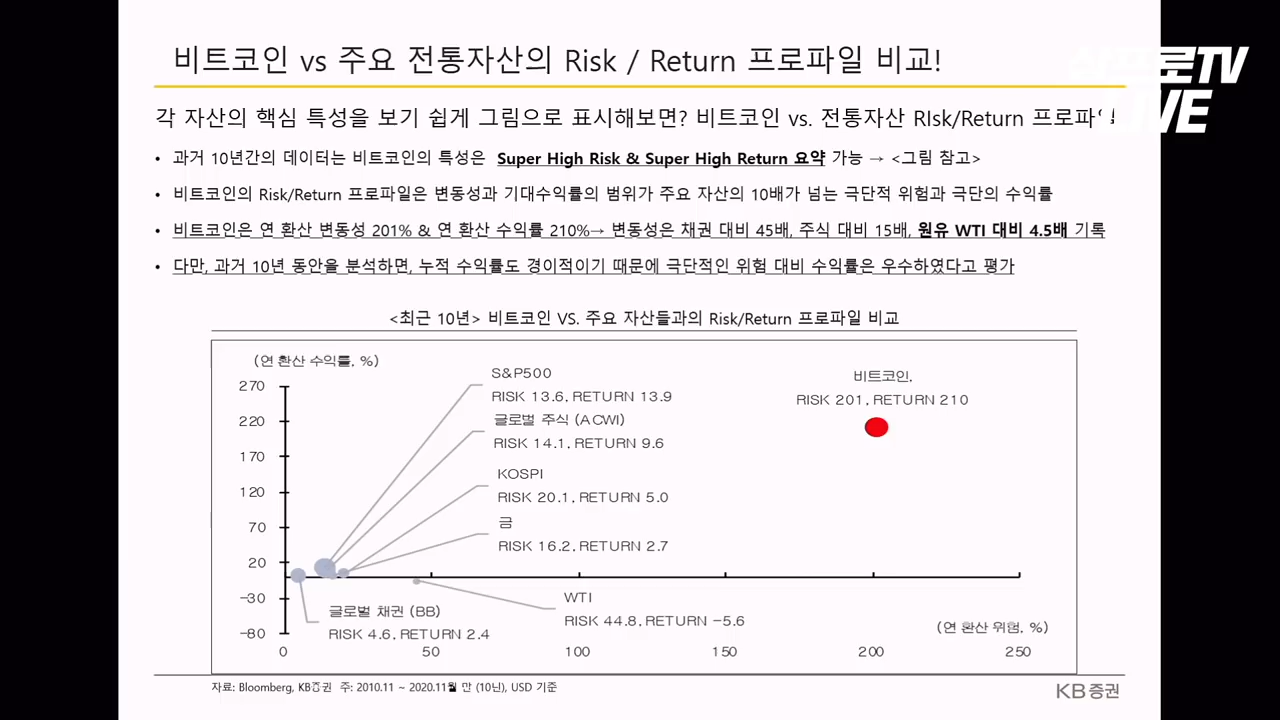 비트코인 vs 주요 전통자산의 Risk / Return 프로파일 비교!
TV
LIVE
각 자산의 핵심 특성을 보기 쉽게 그림으로 표시해보면? 비트코인 vs. 전통자산 RIsk/Return 프로파일
• 과거 10년간의 데이터는 비트코인의 특성은 Super High Risk & Super High Return 요약 가능 → <그림 참고>
• 비트코인의 Risk/Return 프로파일은 변동성과 기대수익률의 범위가 주요 자산의 10배가 넘는 극단적 위험과 극단의 수익률
• 비트코인은 연 환산 변동성 201% & 연 환산 수익률 210%→ 변동성은 채권 대비 45배, 주식 대비 15배, 원유 WTI 대비 4.5배 기록
• 다만, 과거 10년 동안을 분석하면, 누적 수익률도 경이적이기 때문에 극단적인 위험 대비 수익률은 우수하였다고 평가
<최근 10년> 비트코인 VS. 주요 자산들과의 Risk/Return 프로파일 비교
(연 환산 수익률, %)
270
220
170
120
70
20
-30
-80
S&P500
RISK 13.6, RETURN 13.9
글로벌 주식 (ACWI)
RISK 14.1, RETURN 9.6
KOSPI
RISK 20.1, RETURN 5.0
금
RISK 16.2, RETURN 2.7
비트코인,
RISK 201, RETURN 210
글로벌 채권 (BB)
RISK 4.6, RETURN 2.4
WTI
RISK 44.8, RETURN -5.6
(연 환산 위험, %)
0 50 100 150 200 250
자료: Bloomberg, KB증권 주: 2010.11 ~ 2020.11월 만 (10년), USD 기준
KB증권